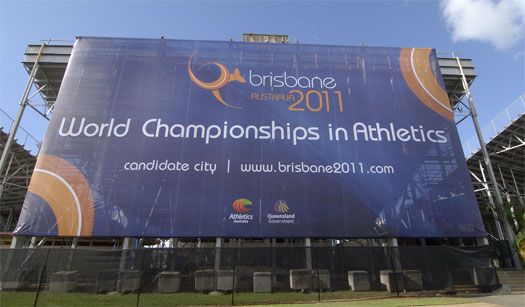 brisbane
AUSTRALIA 2011
World Championships in Athletics
candidate city | www.brisbane2011.com
Athletics
Australia
Queensland
Government